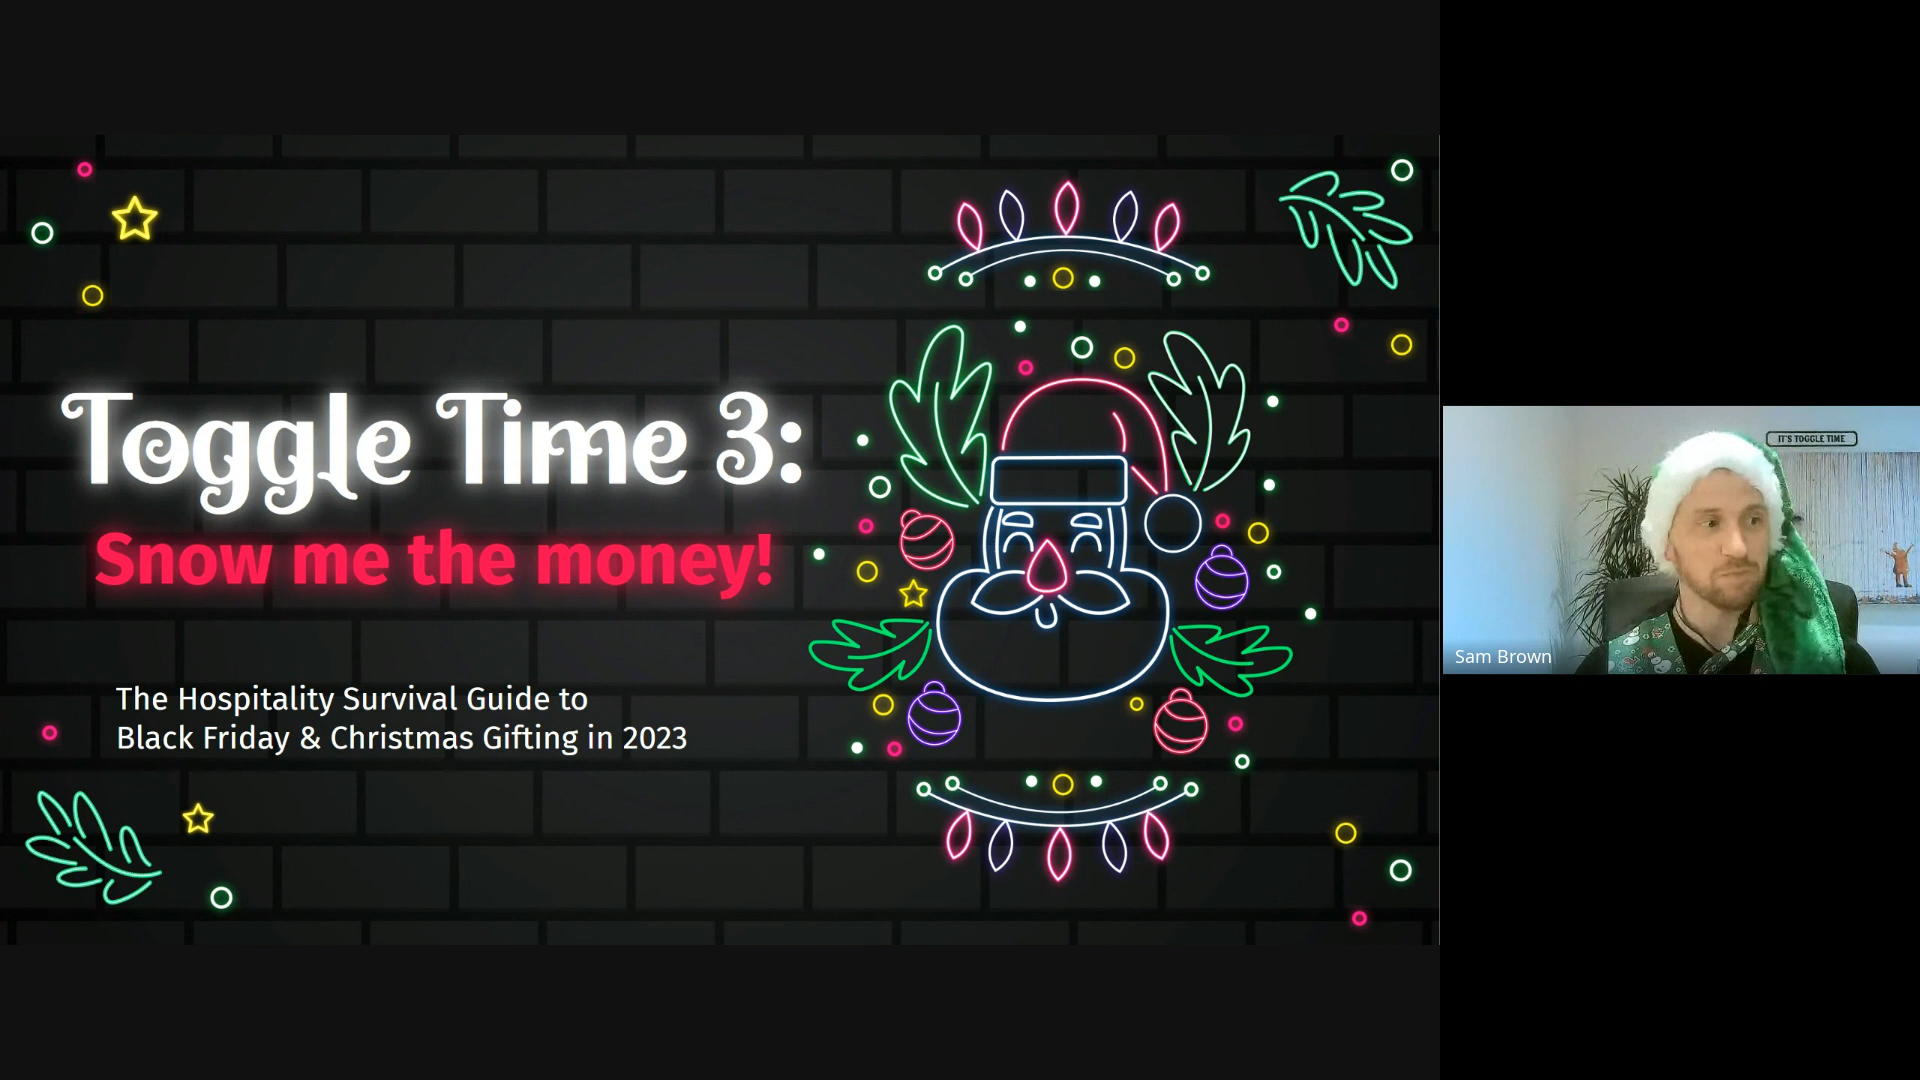 Toggle Time 3:
Snow me the money!
The Hospitality Survival Guide to
Black Friday & Christmas Gifting in 2023
IT'S TOGGLE TIME
Sam Brown